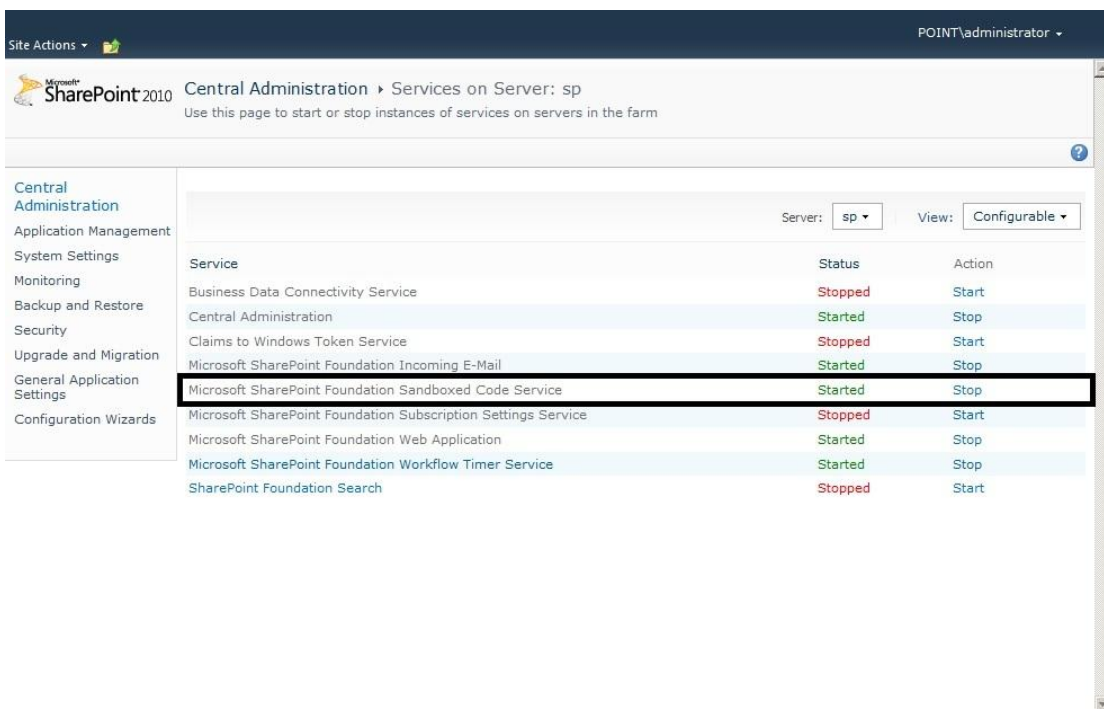 POINT\administrator
Site Actions
Microsoft
SharePoint 2010
Central Administration Services on Server: sp
Use this page to start or stop instances of services on servers in the farm
?
Central
Administration
Application Management
System Settings
Monitoring
Backup and Restore
Security
Upgrade and Migration
General Application
Settings
Configuration Wizards
Server: sp View: Configurable
Service Status Action
Business Data Connectivity Service Stopped Start
Central Administration Started Stop
Claims to Windows Token Service Stopped Start
Microsoft SharePoint Foundation Incoming E-Mail Started Stop
Microsoft SharePoint Foundation Sandboxed Code Service Started Stop
Microsoft SharePoint Foundation Subscription Settings Service Stopped Start
Microsoft SharePoint Foundation Web Application Started Stop
Microsoft SharePoint Foundation Workflow Timer Service Started Stop
SharePoint Foundation Search Stopped Start